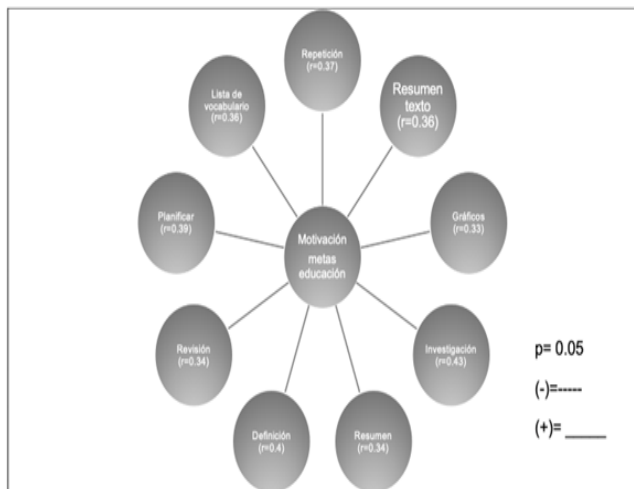 Repetición
(r=0.37)
Resumen
texto
(r=0.36)
Gráficos
(r=0.33)
Investigación
(r=0.43)
Resumen
(r=0.34)
Definición
(r=0.4)
Revisión
(r=0.34)
Planificar
(r=0.39)
Lista de
vocabulario
(r=0.36)
Motivación
metas
educación
p= 0.05
(-)=-----
(+)= _____